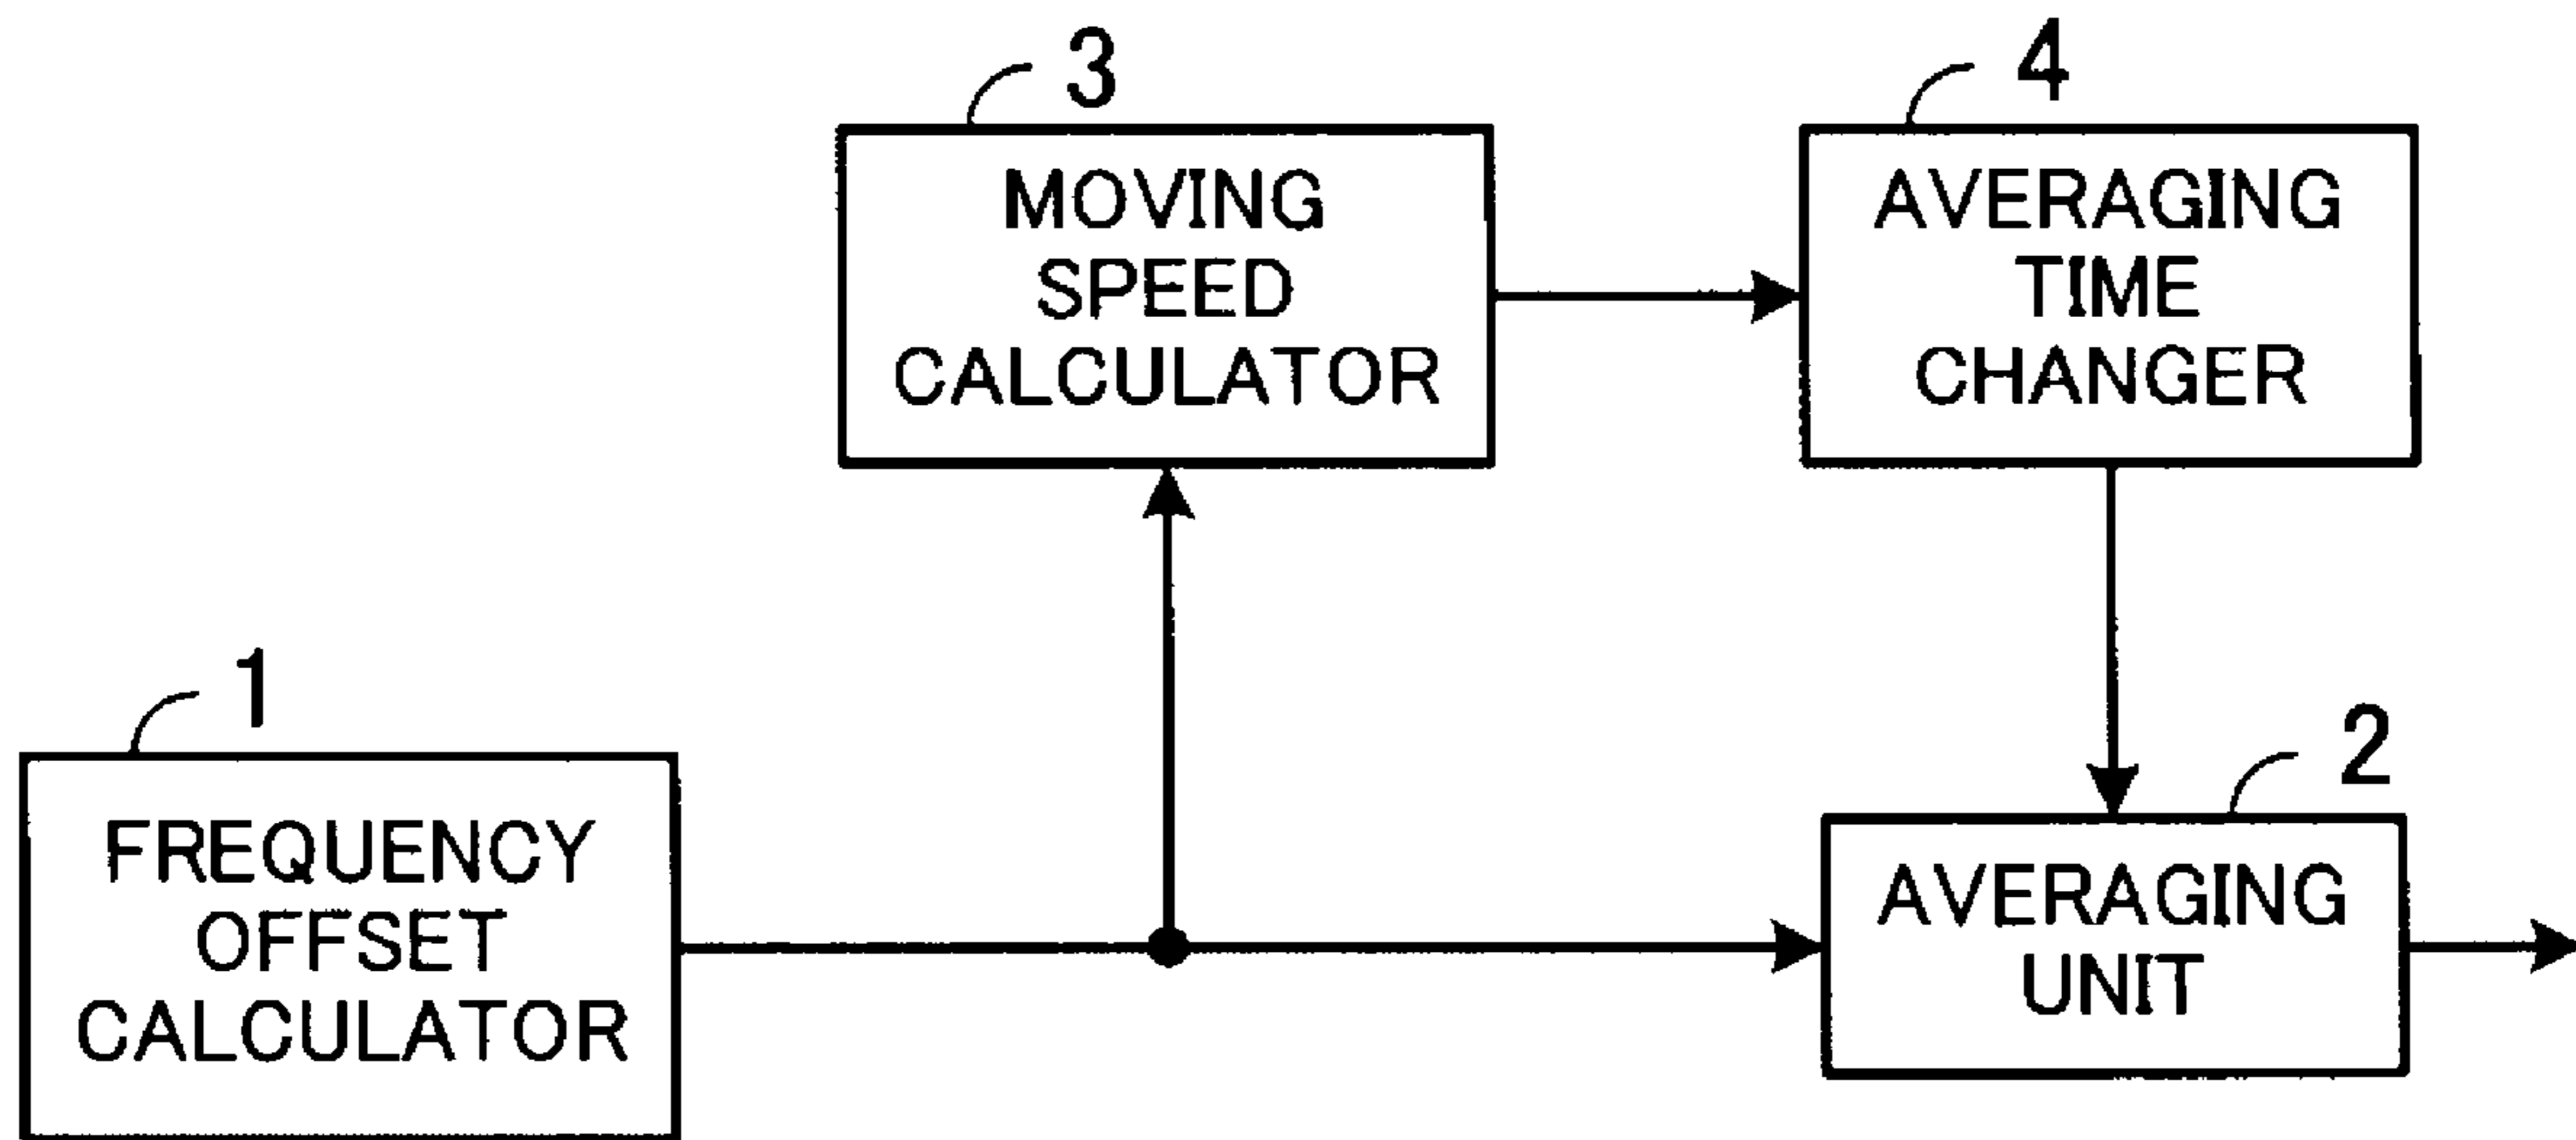 3
MOVING
SPEED
CALCULATOR
4
AVERAGING
TIME
CHANGER
1
FREQUENCY
OFFSET
CALCULATOR
2
AVERAGING
UNIT